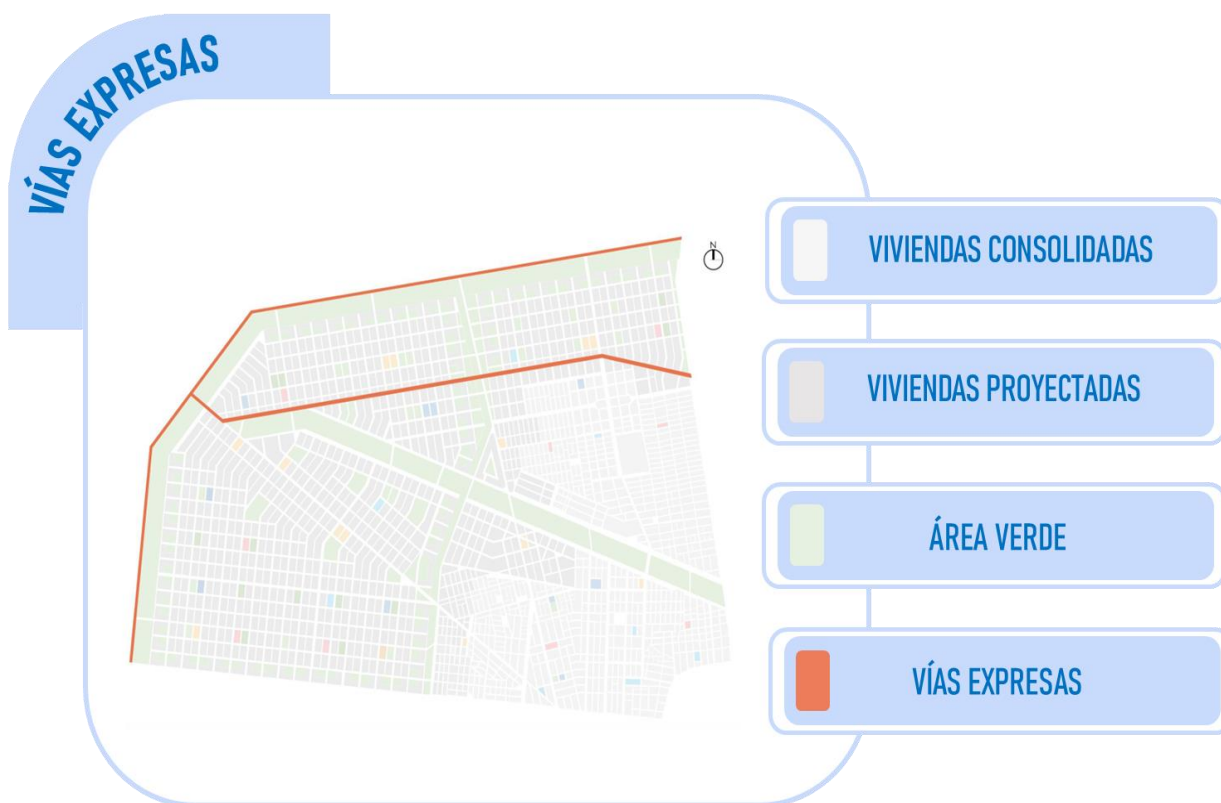 VÍAS EXPRESAS
N
VIVIENDAS CONSOLIDADAS
VIVIENDAS PROYECTADAS
ÁREA VERDE
VÍAS EXPRESAS